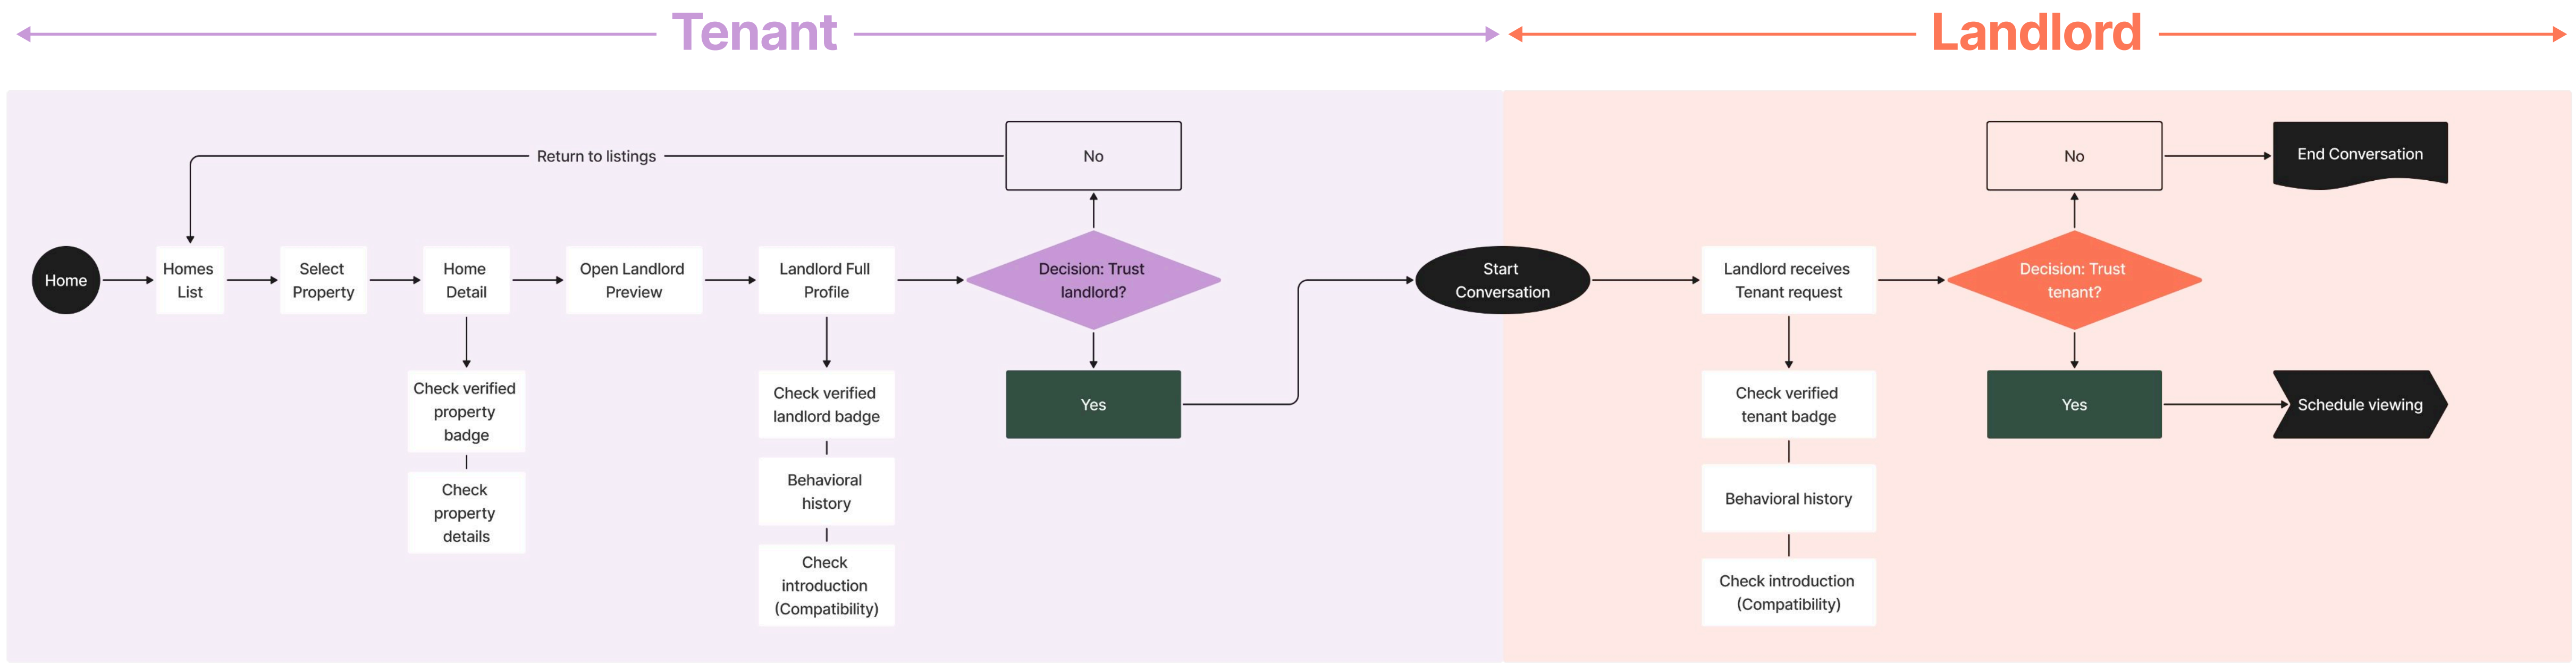 Tenant
Landlord
Return to listings
No
No
End Conversation
Home
Homes
List
Select
Property
Home
Detail
Open Landlord
Preview
Landlord Full
Profile
Decision: Trust
landlord?
Start
Conversation
Landlord receives
Tenant request
Decision: Trust
tenant?
Check verified
property
badge
Check
property
details
Check verified
landlord badge
Behavioral
history
Check
introduction
(Compatibility)
Yes
Check verified
tenant badge
Behavioral history
Check introduction
(Compatibility)
Yes
Schedule viewing